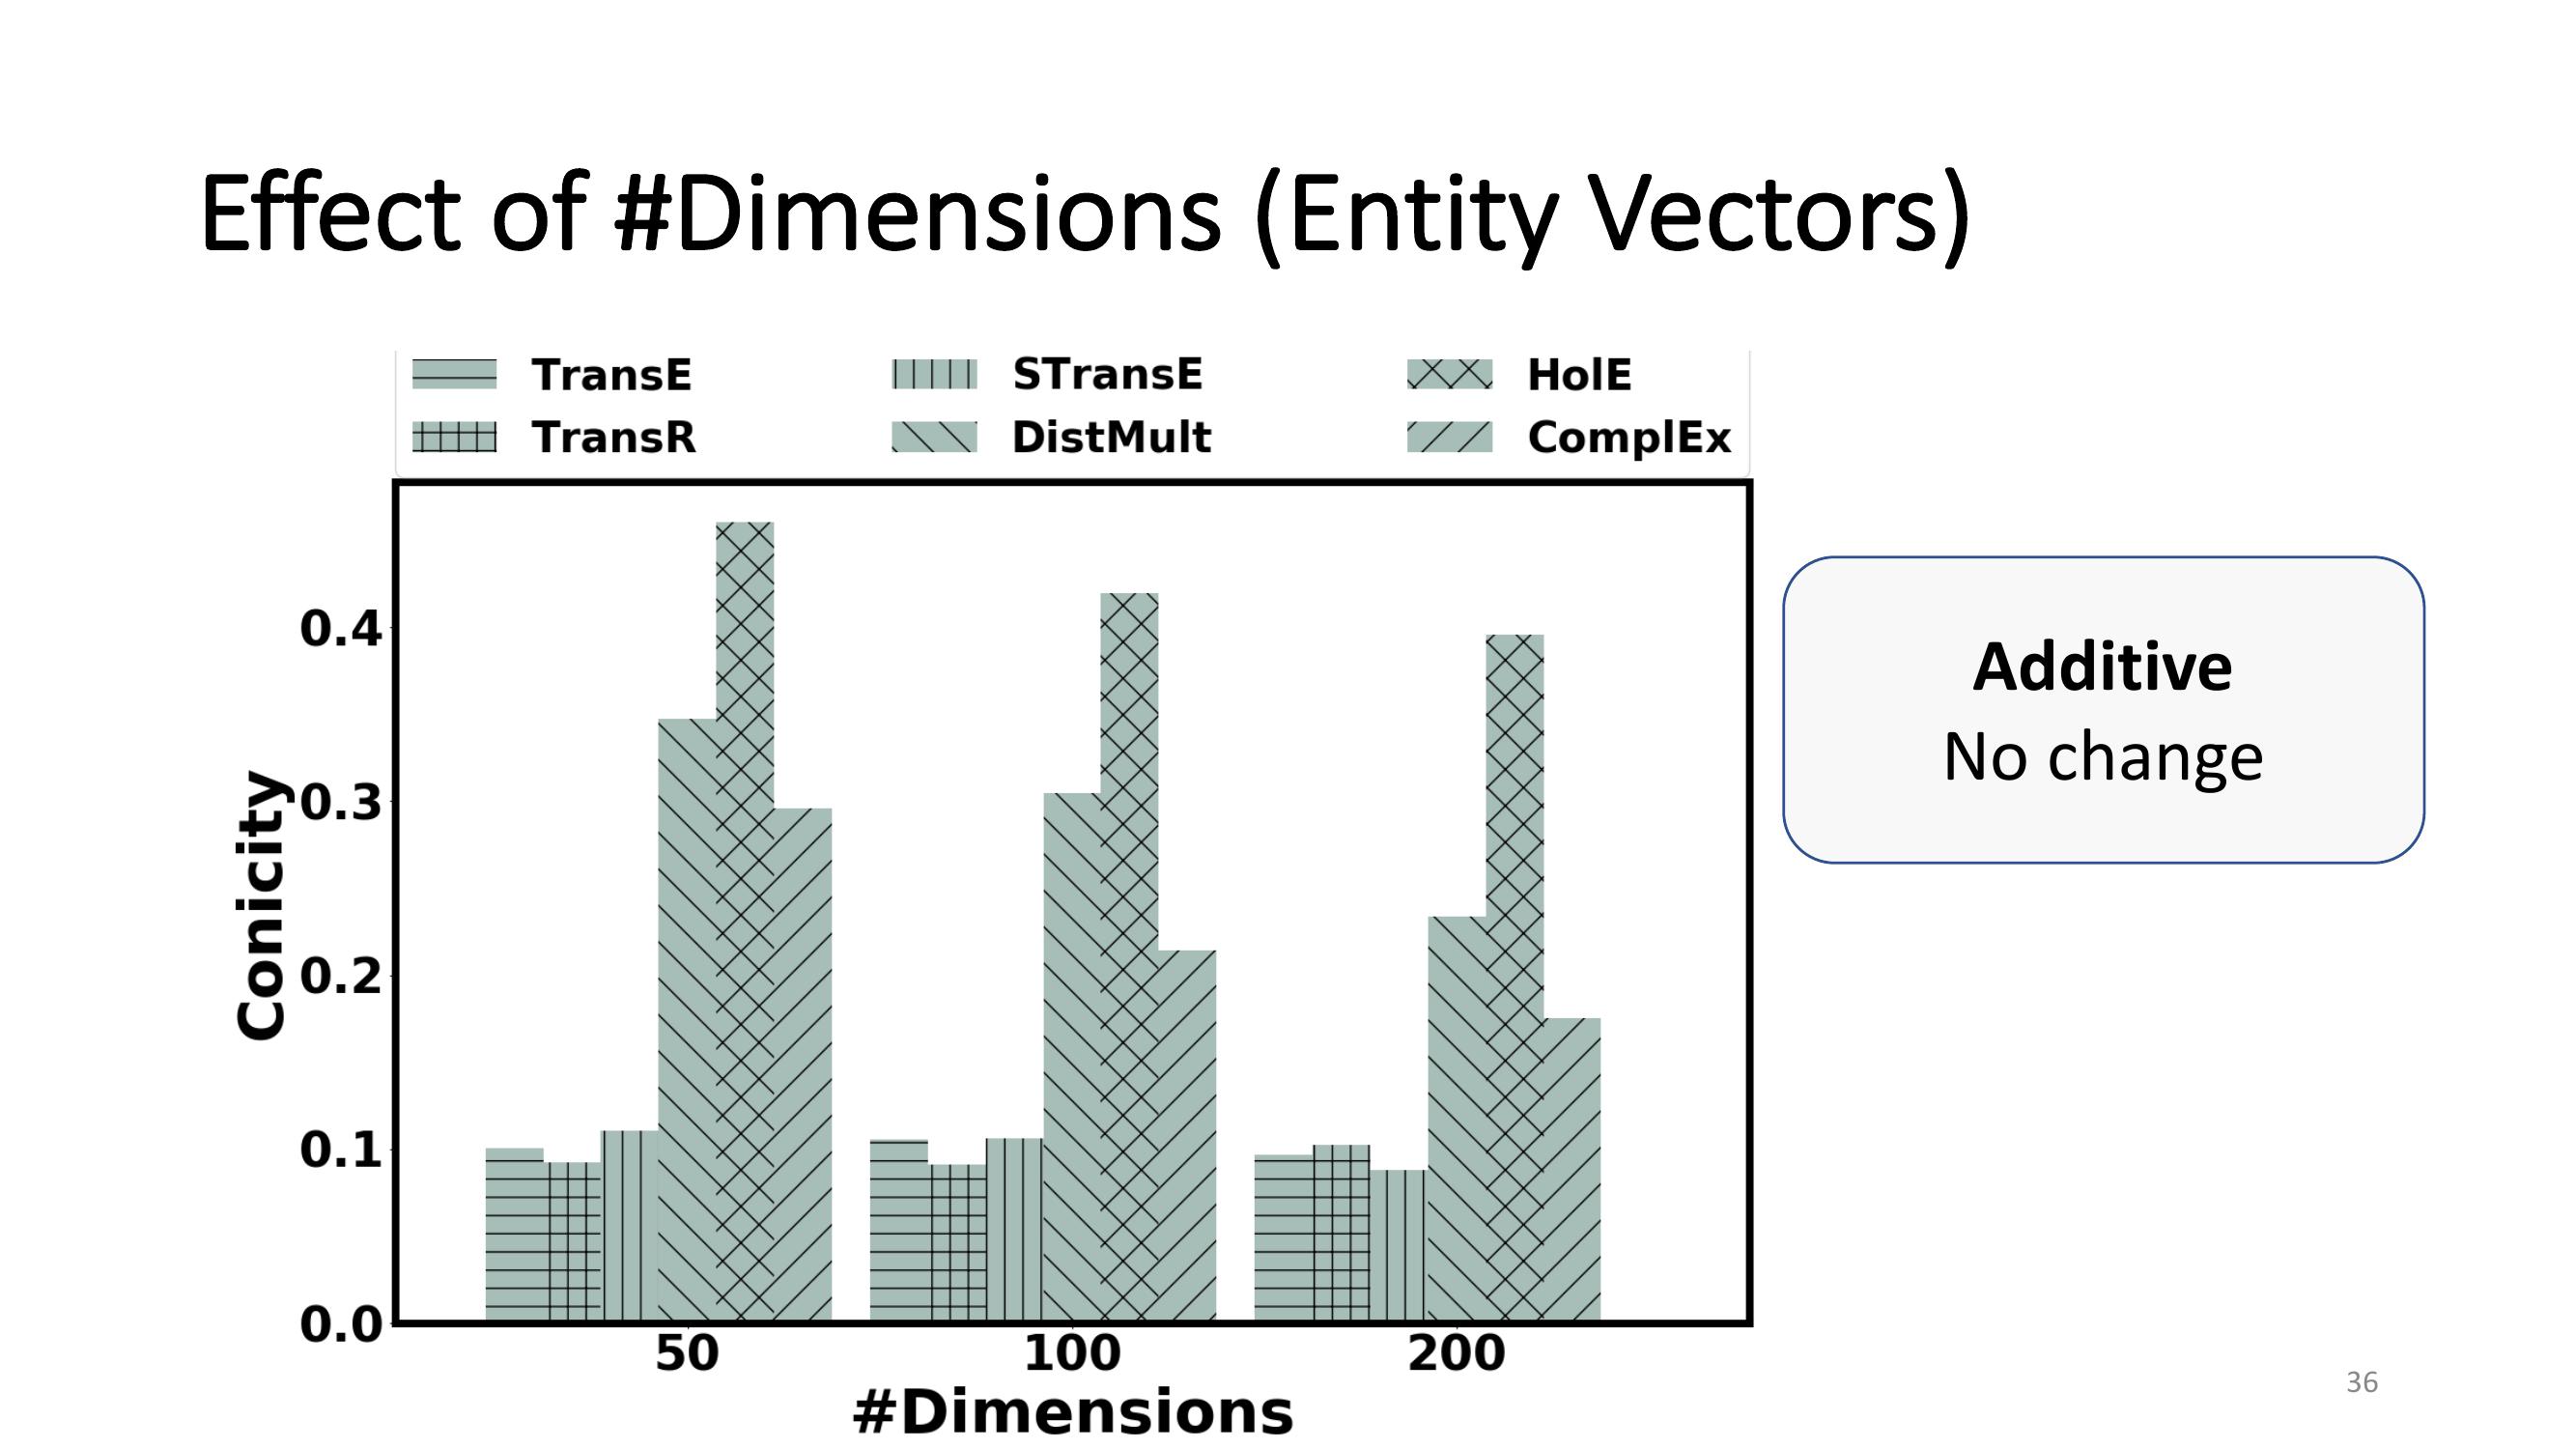 Effect of #Dimensions (Entity Vectors)
TransE STransE HolE
TransR DistMult ComplEx
0.4
0.3
0.2
0.1
0.0
Conicity
50 100 200
#Dimensions
Additive
No change
36